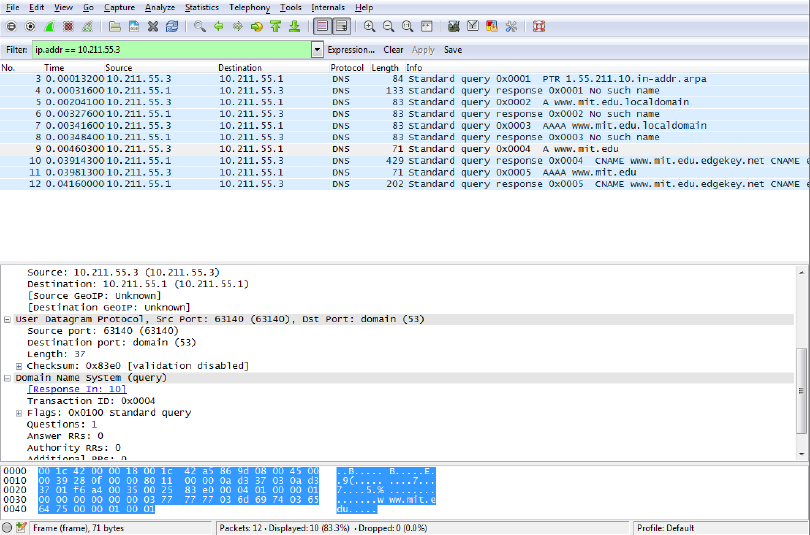 File Edit View Go Capture Analyze Statistics Telephony Tools Internals Help
Filter: ip.addr == 10.211.55.3 Expression... Clear Apply Save
No. Time Source Destination Protocol Length Info
3 0.00013200 10.211.55.3 10.211.55.1 DNS 84 Standard query 0x0001 PTR 1.55.211.10.in-addr.arpa
4 0.00031600 10.211.55.1 10.211.55.3 DNS 133 Standard query response 0x0001 No such name
5 0.00204100 10.211.55.3 10.211.55.1 DNS 83 Standard query 0x0002 A www.mit.edu.localdomain
6 0.00327600 10.211.55.1 10.211.55.3 DNS 83 Standard query response 0x0002 No such name
7 0.00341600 10.211.55.3 10.211.55.1 DNS 83 Standard query 0x0003 AAAA www.mit.edu.localdomain
8 0.00348400 10.211.55.1 10.211.55.3 DNS 83 Standard query response 0x0003 No such name
9 0.00460300 10.211.55.3 10.211.55.1 DNS 71 Standard query 0x0004 A www.mit.edu
10 0.03914300 10.211.55.1 10.211.55.3 DNS 429 Standard query response 0x0004 CNAME www.mit.edu.edgekey.net CNAME e
11 0.03981300 10.211.55.3 10.211.55.1 DNS 71 Standard query 0x0005 AAAA www.mit.edu
12 0.04160000 10.211.55.1 10.211.55.3 DNS 202 Standard query response 0x0005 CNAME www.mit.edu.edgekey.net CNAME e
Source: 10.211.55.3 (10.211.55.3)
Destination: 10.211.55.1 (10.211.55.1)
[Source GeoIP: Unknown]
[Destination GeoIP: Unknown]
User Datagram Protocol, Src Port: 63140 (63140), Dst Port: domain (53)
Source port: 63140 (63140)
Destination port: domain (53)
Length: 37
Checksum: 0x83e0 [validation disabled]
Domain Name System (query)
[Response In: 10]
Transaction ID: 0x0004
Flags: 0x0100 Standard query
Questions: 1
Answer RRs: 0
Authority RRs: 0
Additional RRs: 0
0000 00 1c 42 00 00 18 00 1c 42 a5 86 9d 08 00 45 00 ..B..... B.....E.
0010 00 39 28 0f 00 00 80 11 00 00 0a d3 37 03 0a d3 .9(..... ....7...
0020 37 01 f6 a4 00 35 00 25 83 e0 00 04 01 00 00 01 7....5.% ........
0030 00 00 00 00 00 00 03 77 77 77 03 6d 69 74 03 65 .......w ww.mit.e
0040 64 75 00 00 01 00 01 du.....
Frame (frame), 71 bytes Packets: 12 · Displayed: 10 (83.3%) · Dropped: 0 (0.0%) Profile: Default